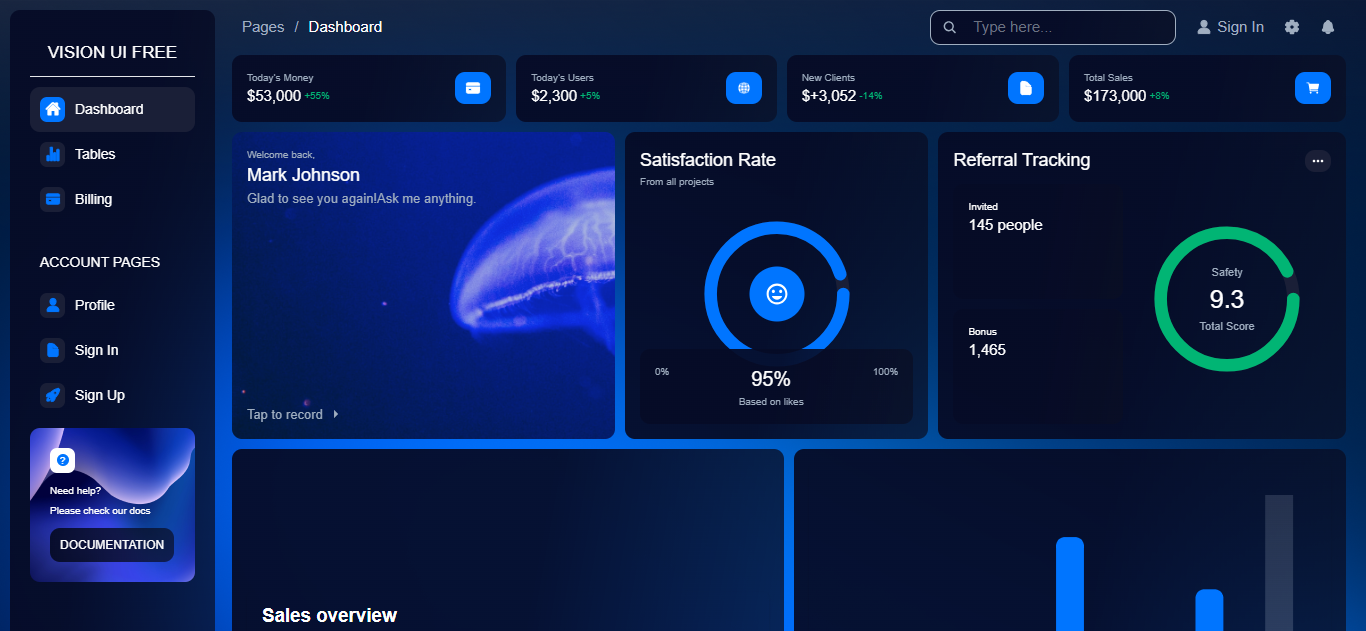 VISION UI FREE
Dashboard
Tables
Billing
ACCOUNT PAGES
Profile
Sign In
Sign Up
?
Need help?
Please check our docs
DOCUMENTATION
Pages / Dashboard
Type here...
Sign In
Today's Money
$53,000 +55%
Today's Users
$2,300 +5%
New Clients
$+3,052 -14%
Total Sales
$173,000 +8%
Welcome back,
Mark Johnson
Glad to see you again!Ask me anything.
Tap to record
Satisfaction Rate
From all projects
0%
95%
100%
Based on likes
Referral Tracking
Invited
145 people
Bonus
1,465
Safety
9.3
Total Score
Sales overview